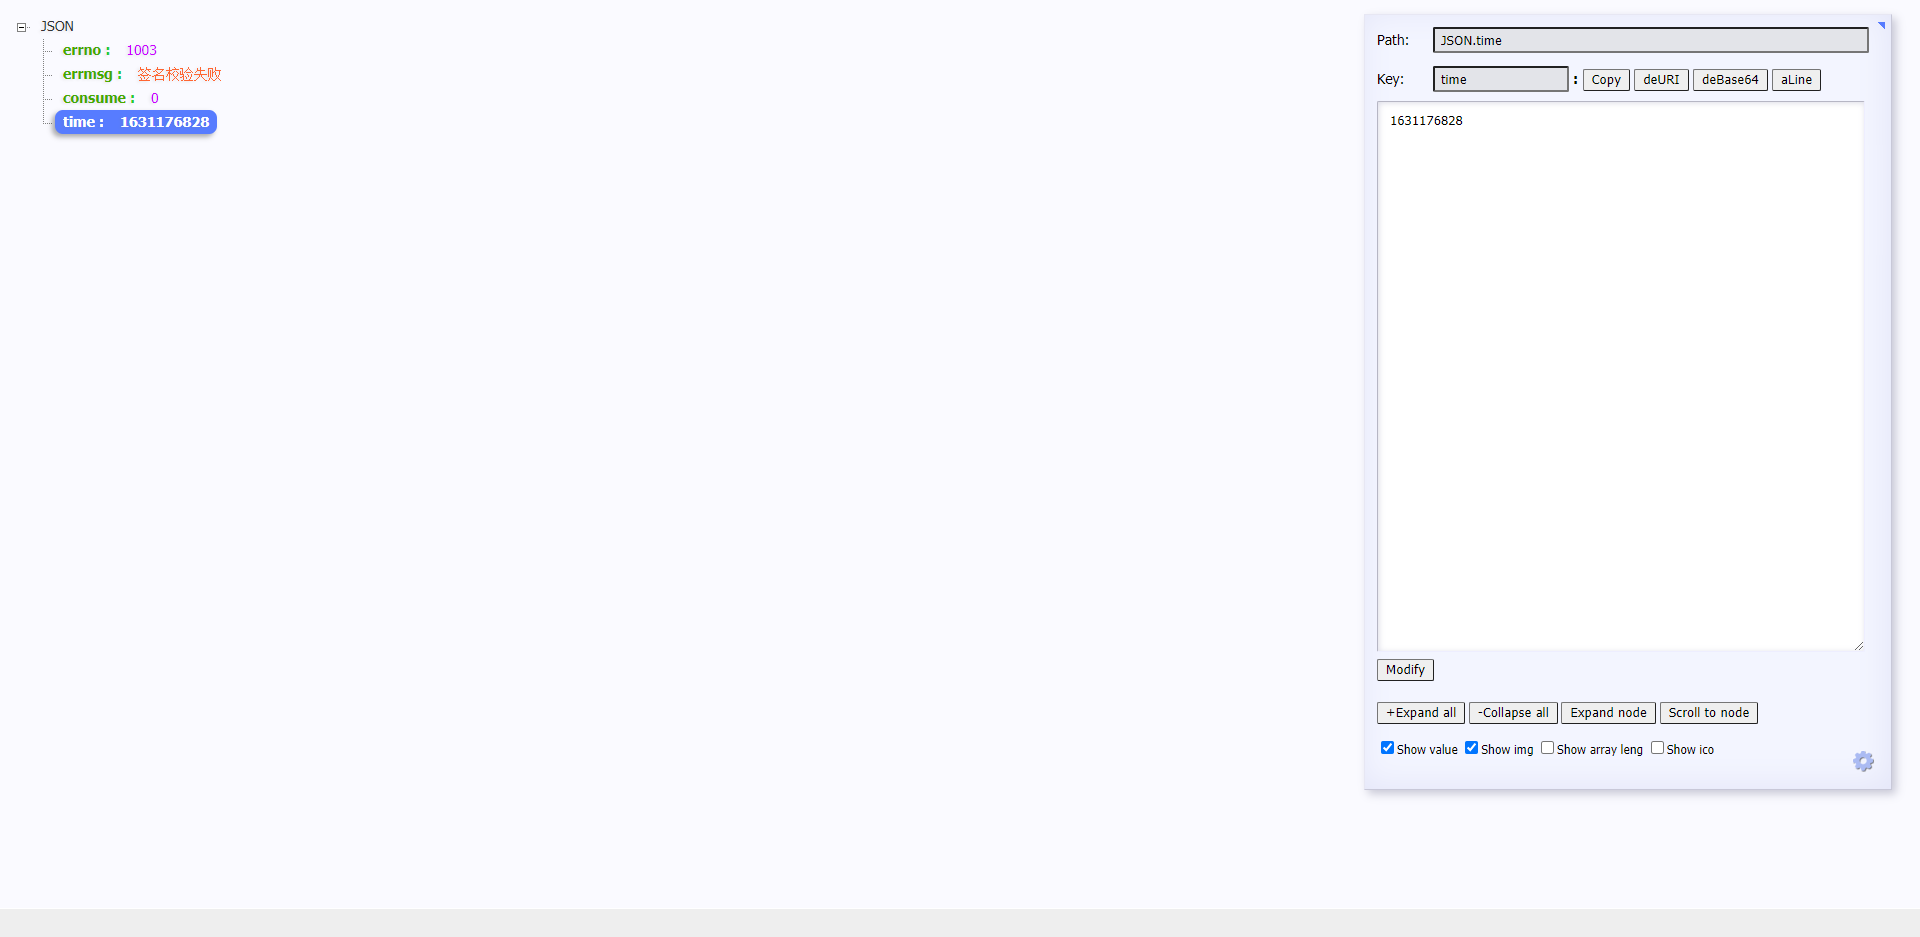 JSON
errno : 1003
errmsg : 签名校验失败
consume : 0
time : 1631176828
Path: JSON.time
Key: time : Copy deURI deBase64 aLine
1631176828
Modify
+Expand all -Collapse all Expand node Scroll to node
Show value Show img Show array leng Show ico